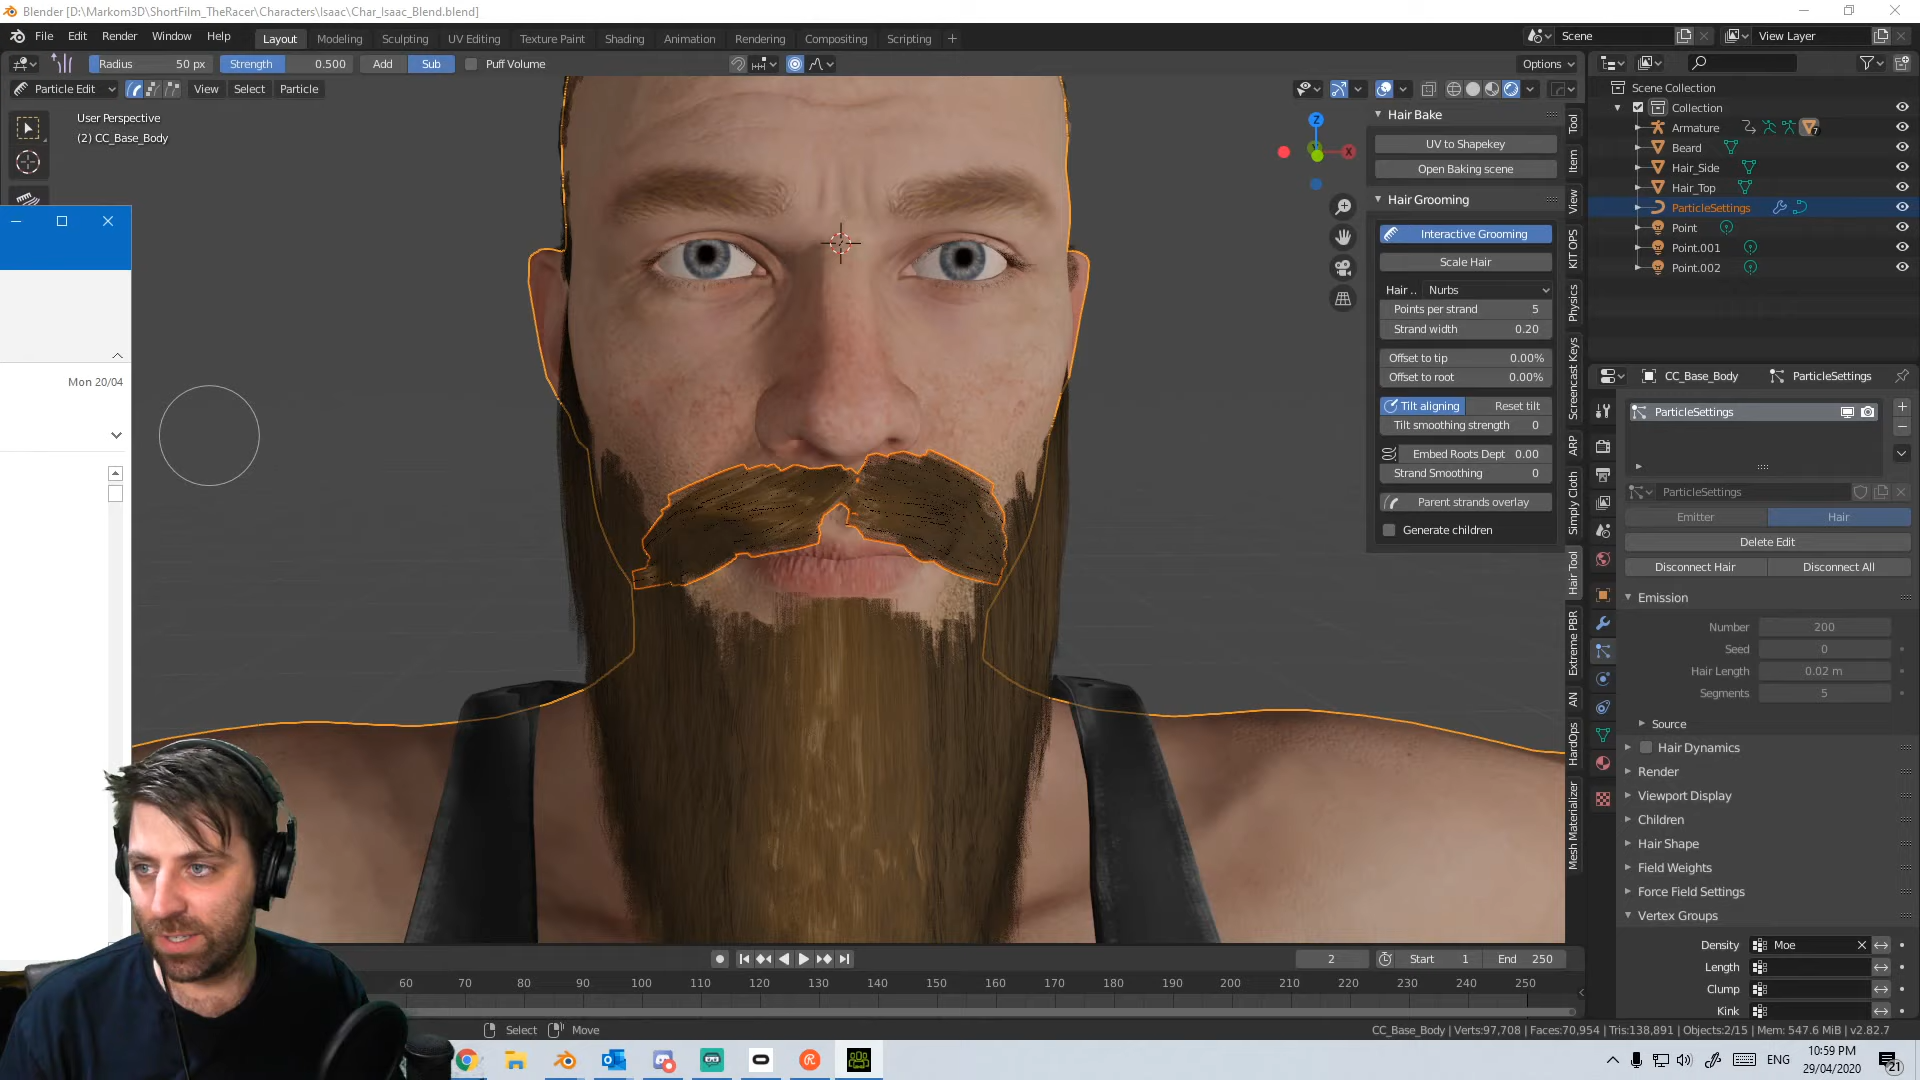 Blender [D:\Markom3D\ShortFilm_TheRacer\Characters\Isaac\Char_Isaac_Blend.blend]
File Edit Render Window Help Layout Modeling Sculpting UV Editing Texture Paint Shading Animation Rendering Compositing Scripting + Scene View Layer
Radius 50 px Strength 0.500 Add Sub Puff Volume Options
Particle Edit View Select Particle
User Perspective
(2) CC_Base_Body
Mon 20/04
Z
X
Hair Bake
UV to Shapekey
Open Baking scene
Hair Grooming
Interactive Grooming
Scale Hair
Hair .. Nurbs
Points per strand 5
Strand width 0.20
Offset to tip 0.00%
Offset to root 0.00%
Tilt aligning Reset tilt
Tilt smoothing strength 0
Embed Roots Dept 0.00
Strand Smoothing 0
Parent strands overlay
Generate children
Tool
Item
View
KIT OPS
Physics
Screencast Keys
ARP
Simply Cloth
Hair Tool
Extreme PBR
AN
HardOps
Mesh Materializer
Scene Collection
Collection
Armature 7
Beard
Hair_Side
Hair_Top
ParticleSettings
Point
Point.001
Point.002
CC_Base_Body ParticleSettings
ParticleSettings
ParticleSettings
Emitter Hair
Delete Edit
Disconnect Hair Disconnect All
Emission
Number 200
Seed 0
Hair Length 0.02 m
Segments 5
Source
Hair Dynamics
Render
Viewport Display
Children
Hair Shape
Field Weights
Force Field Settings
Vertex Groups
Density Moe
Length
Clump
Kink
2 Start 1 End 250
60 70 80 90 100 110 120 130 140 150 160 170 180 190 200 210 220 230 240 250
Select Move
CC_Base_Body | Verts:97,708 | Faces:70,954 | Tris:138,891 | Objects:2/15 | Mem: 547.6 MiB | v2.82.7
ENG
10:59 PM
29/04/2020
21